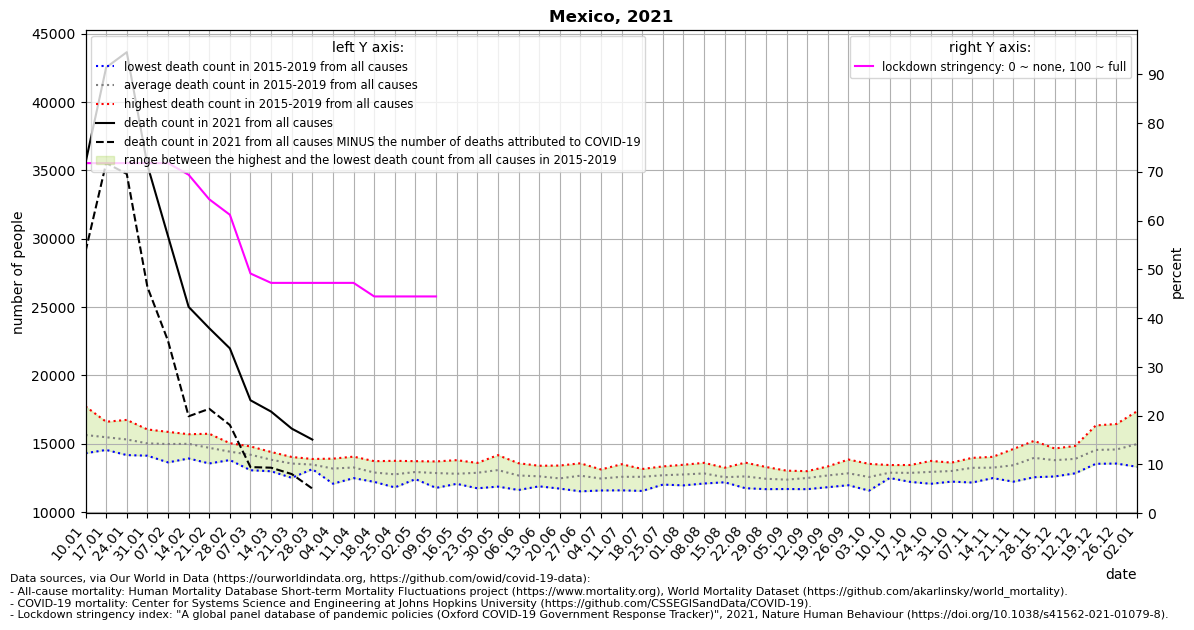 Mexico, 2021
left Y axis:
lowest death count in 2015-2019 from all causes
average death count in 2015-2019 from all causes
highest death count in 2015-2019 from all causes
death count in 2021 from all causes
death count in 2021 from all causes MINUS the number of deaths attributed to COVID-19
range between the highest and the lowest death count from all causes in 2015-2019
right Y axis:
lockdown stringency: 0 ~ none, 100 ~ full
number of people
45000
40000
35000
30000
25000
20000
15000
10000
percent
90
80
70
60
50
40
30
20
10
0
10.01 17.01 24.01 31.01 07.02 14.02 21.02 28.02 07.03 14.03 21.03 28.03 04.04 11.04 18.04 25.04 02.05 09.05 16.05 23.05 30.05 06.06 13.06 20.06 27.06 04.07 11.07 18.07 25.07 01.08 08.08 15.08 22.08 29.08 05.09 12.09 19.09 26.09 03.10 10.10 17.10 24.10 31.10 07.11 14.11 21.11 28.11 05.12 12.12 19.12 26.12 02.01
date
Data sources, via Our World in Data (https://ourworldindata.org, https://github.com/owid/covid-19-data):
- All-cause mortality: Human Mortality Database Short-term Mortality Fluctuations project (https://www.mortality.org), World Mortality Dataset (https://github.com/akarlinsky/world_mortality).
- COVID-19 mortality: Center for Systems Science and Engineering at Johns Hopkins University (https://github.com/CSSEGISandData/COVID-19).
- Lockdown stringency index: "A global panel database of pandemic policies (Oxford COVID-19 Government Response Tracker)", 2021, Nature Human Behaviour (https://doi.org/10.1038/s41562-021-01079-8).